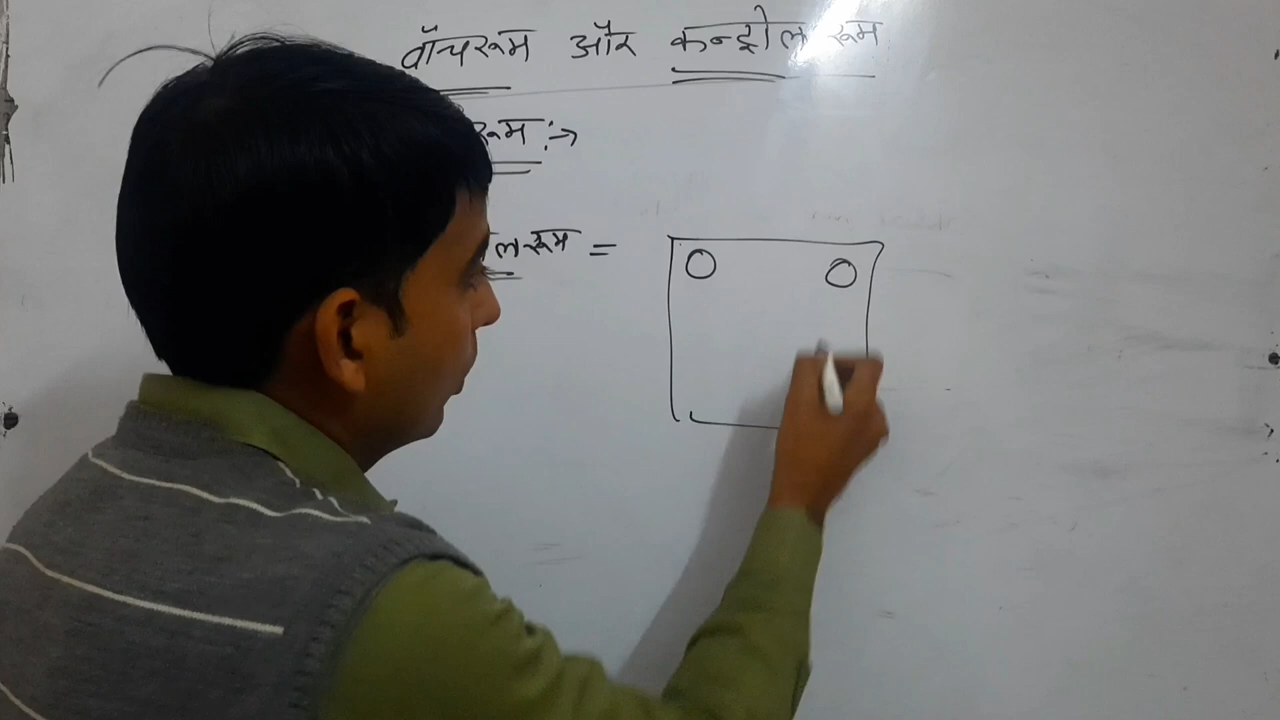 वॉचरूम और कन्ट्रोल रूम
रूम :→
लरूम =